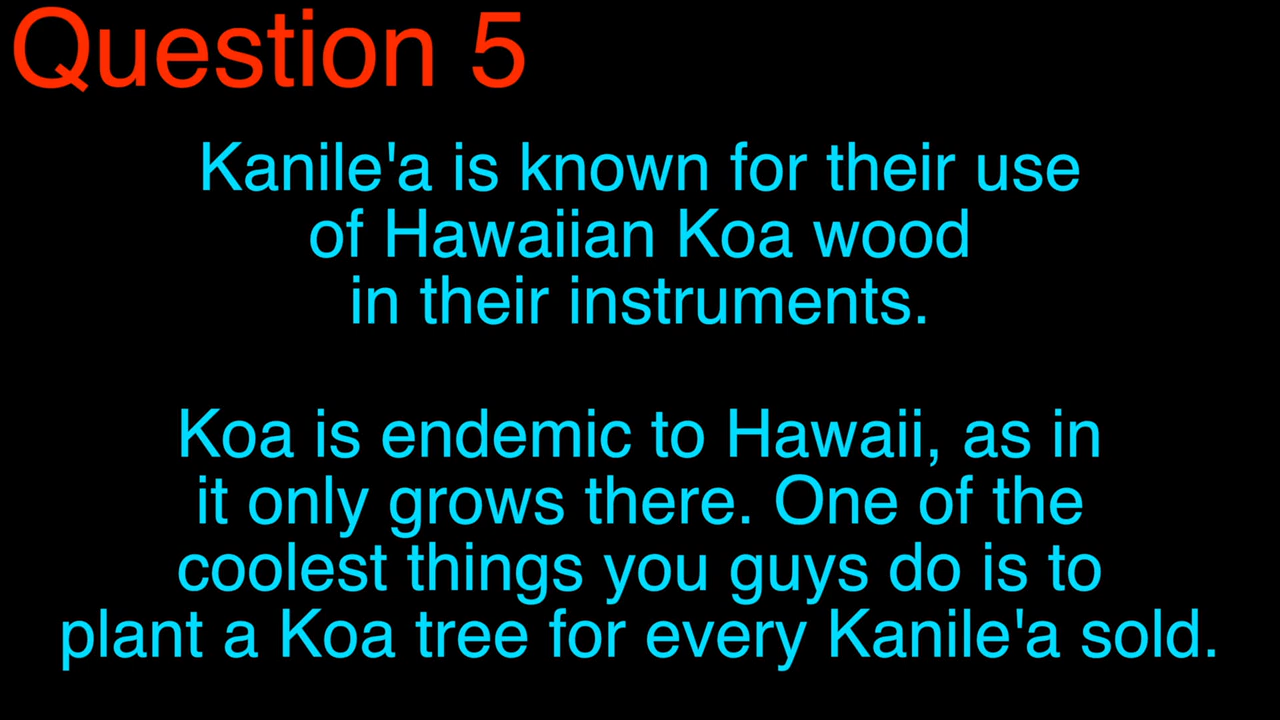 Question 5
Kanile'a is known for their use
of Hawaiian Koa wood
in their instruments.
Koa is endemic to Hawaii, as in
it only grows there. One of the
coolest things you guys do is to
plant a Koa tree for every Kanile'a sold.